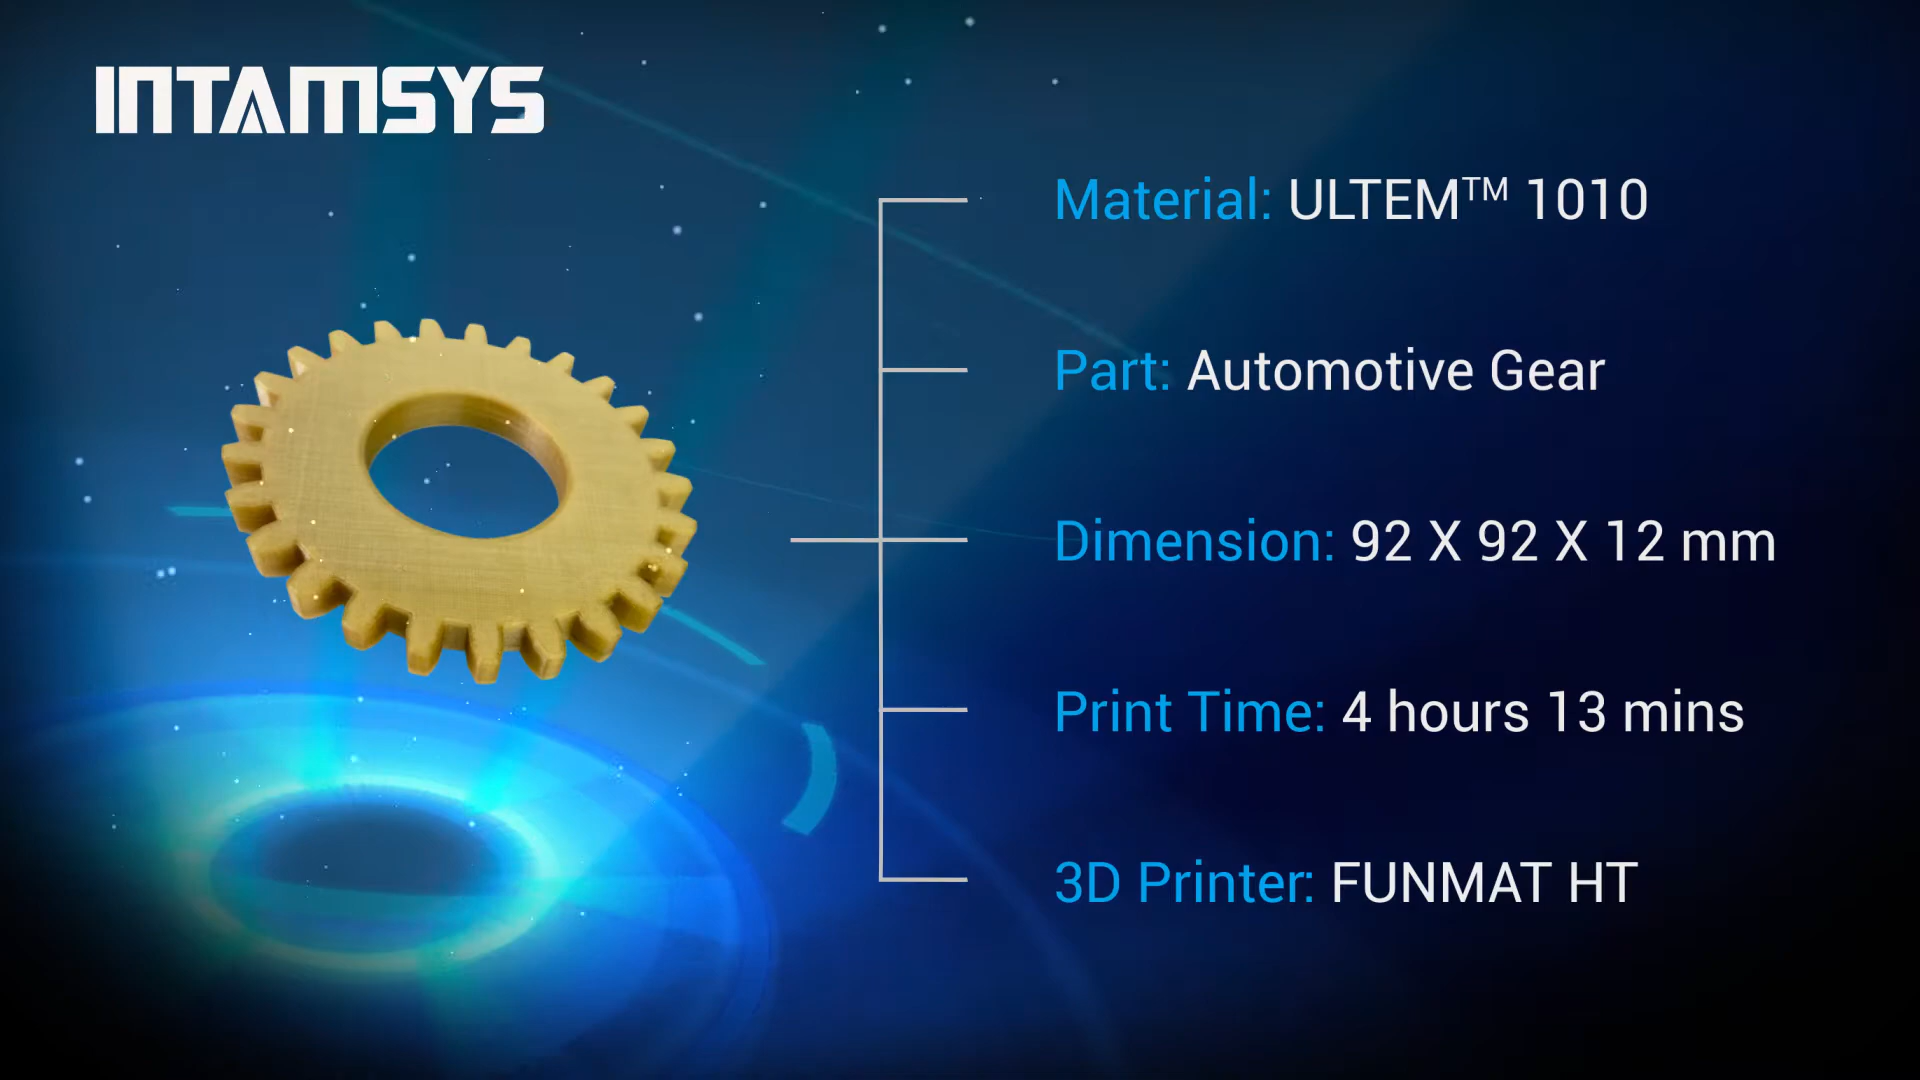 INTAMSYS
Material: ULTEM™ 1010
Part: Automotive Gear
Dimension: 92 X 92 X 12 mm
Print Time: 4 hours 13 mins
3D Printer: FUNMAT HT